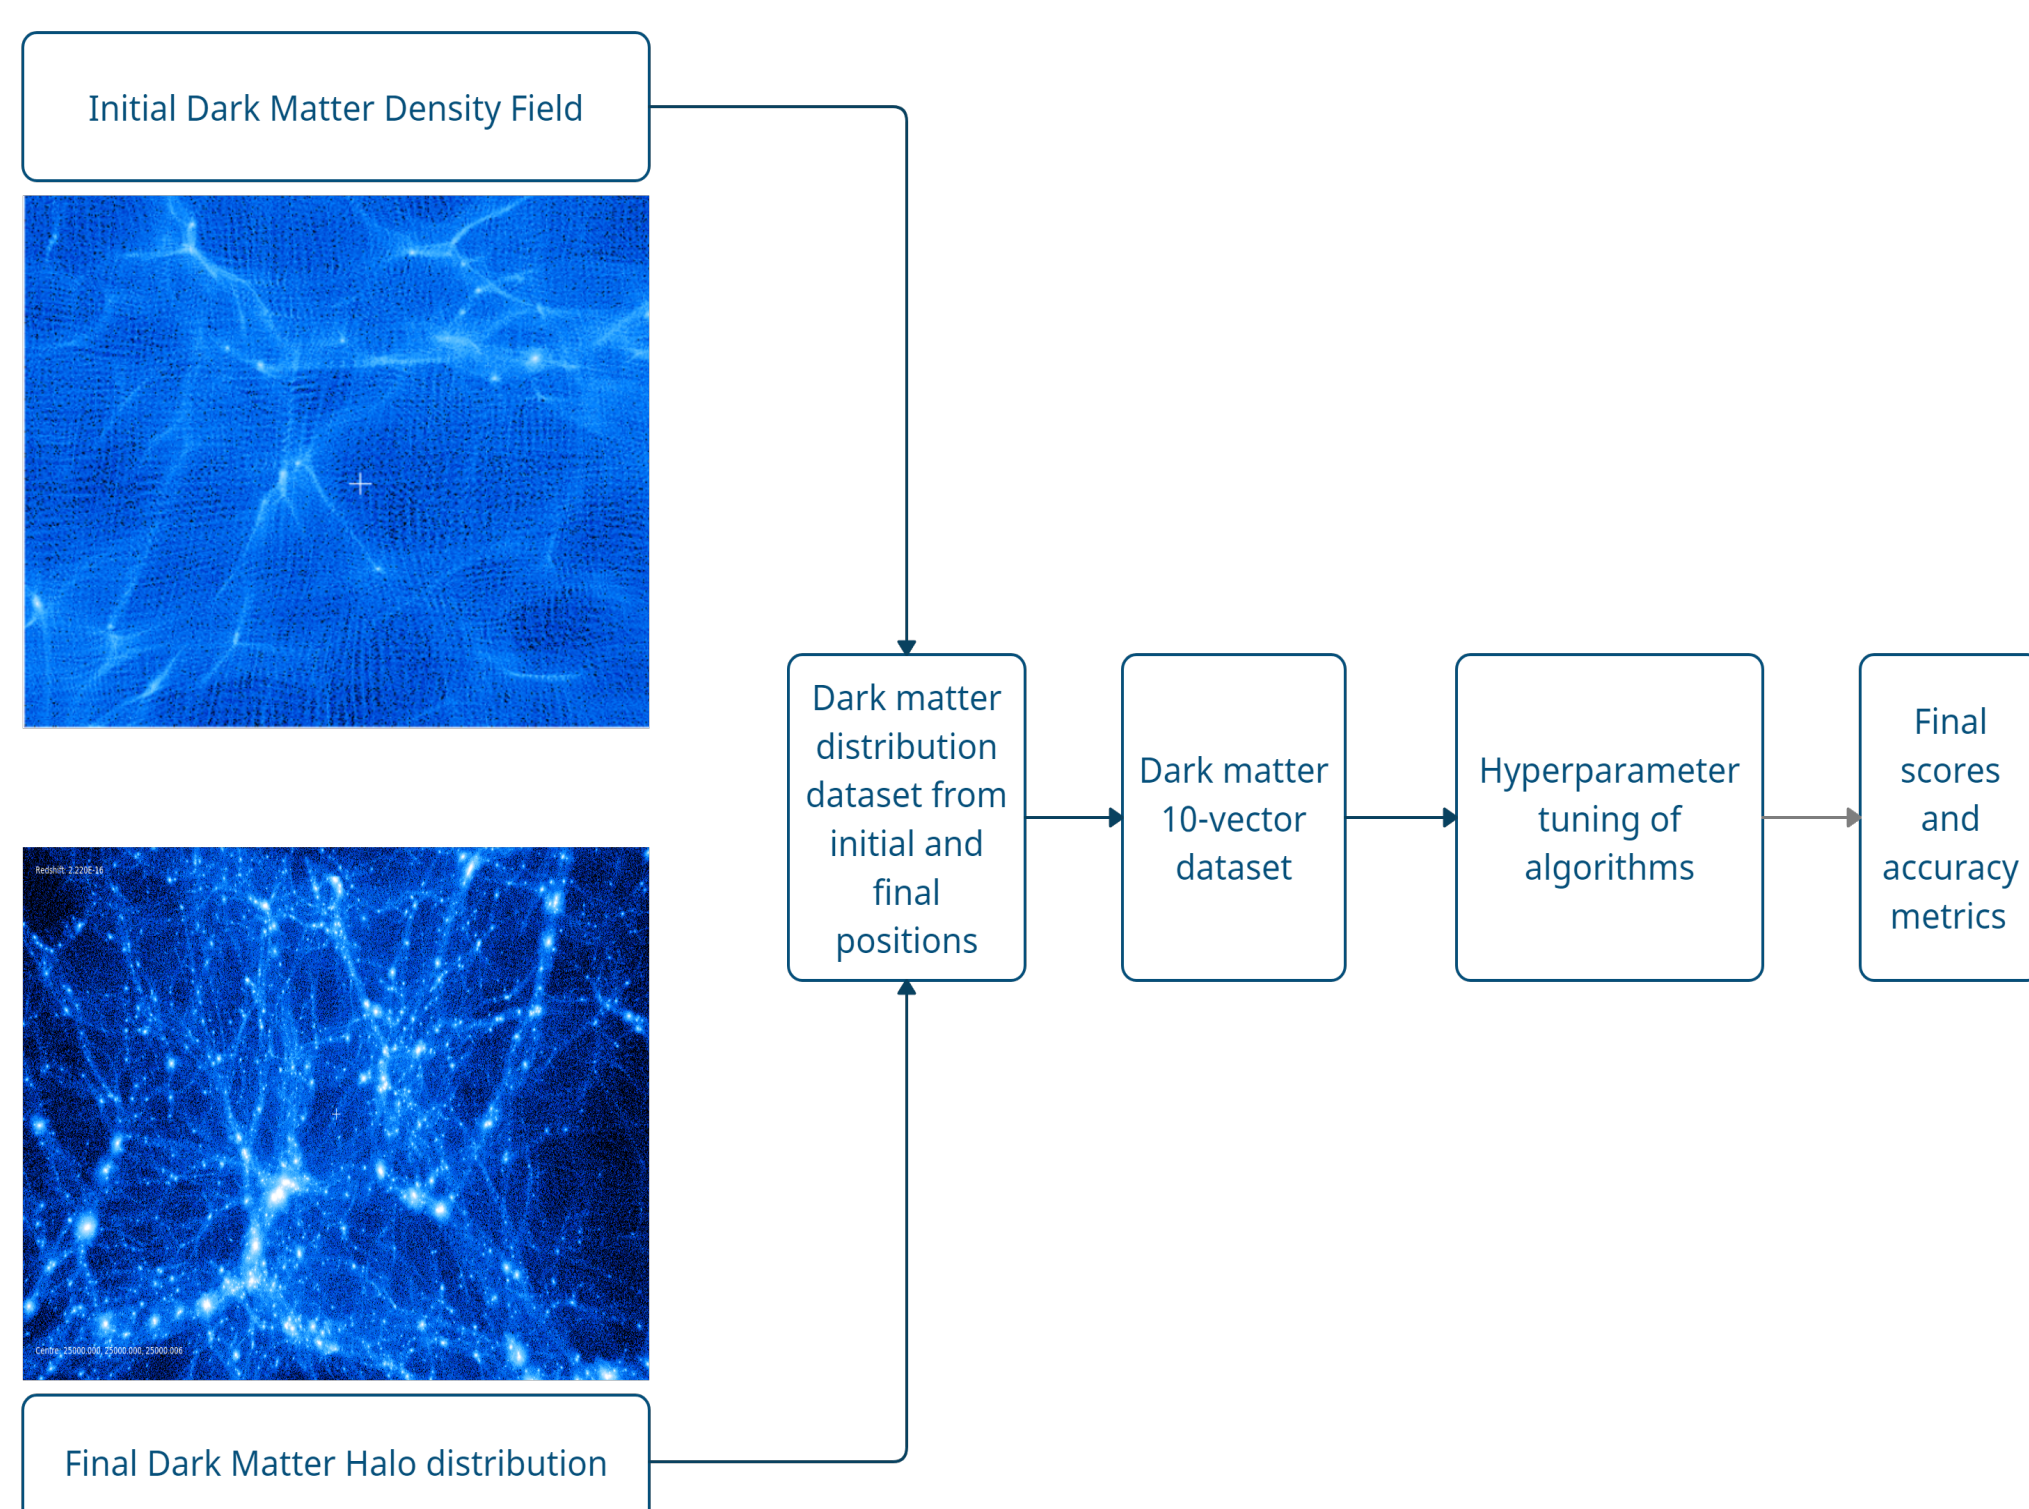 Initial Dark Matter Density Field
Redshift: 2.220E-16
Centre: 25000.000, 25000.000, 25000.006
Final Dark Matter Halo distribution
Dark matter
distribution
dataset from
initial and
final
positions
Dark matter
10-vector
dataset
Hyperparameter
tuning of
algorithms
Final
scores
and
accuracy
metrics